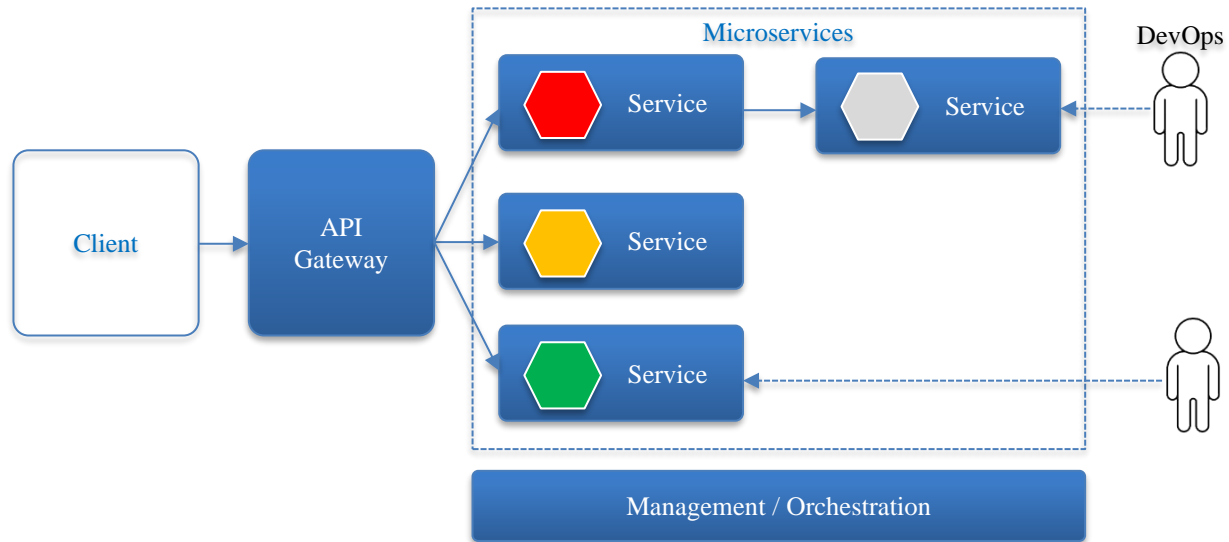 Microservices
DevOps
Service
Service
Client
API
Gateway
Service
Service
Management / Orchestration